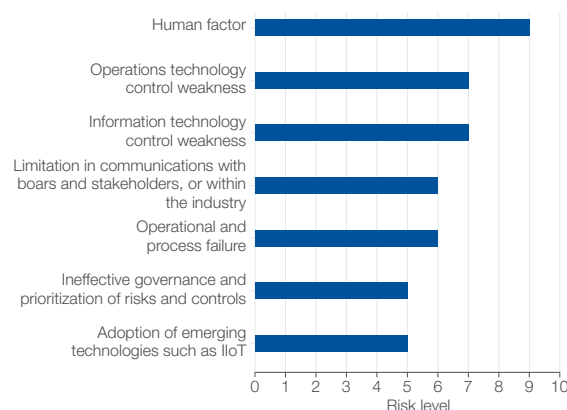 Human factor
Operations technology
control weakness
Information technology
control weakness
Limitation in communications with
boars and stakeholders, or within
the industry
Operational and
process failure
Ineffective governance and
prioritization of risks and controls
Adoption of emerging
technologies such as IIoT
0 1 2 3 4 5 6 7 8 9 10
Risk level